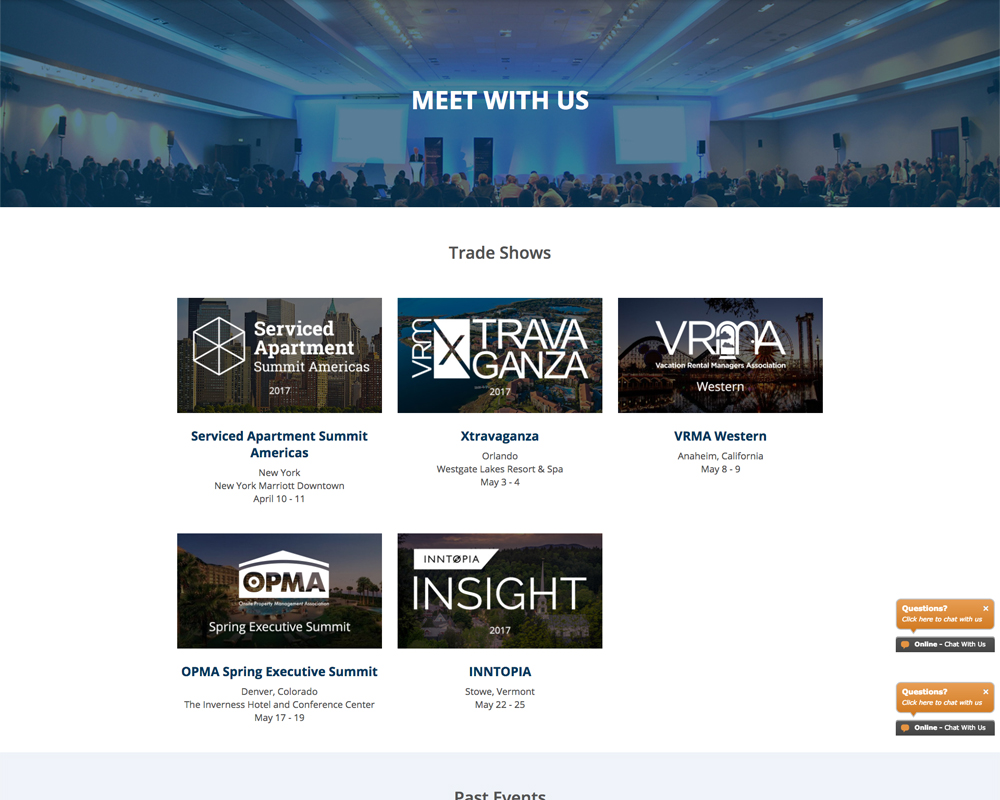 MEET WITH US
Trade Shows
Serviced
Apartment
Summit Americas
2017
VRM
X TRAVA
GANZA
2017
VRMA
Vacation Rental Managers Association
Western
Serviced Apartment Summit
Americas
New York
New York Marriott Downtown
April 10 - 11
Xtravaganza
Orlando
Westgate Lakes Resort & Spa
May 3 - 4
VRMA Western
Anaheim, California
May 8 - 9
OPMA
Onsite Property Management Association
Spring Executive Summit
INNTOPIA
INSIGHT
2017
OPMA Spring Executive Summit
Denver, Colorado
The Inverness Hotel and Conference Center
May 17 - 19
INNTOPIA
Stowe, Vermont
May 22 - 25
Questions? ×
Click here to chat with us
Online - Chat With Us
Questions? ×
Click here to chat with us
Online - Chat With Us
Past Events